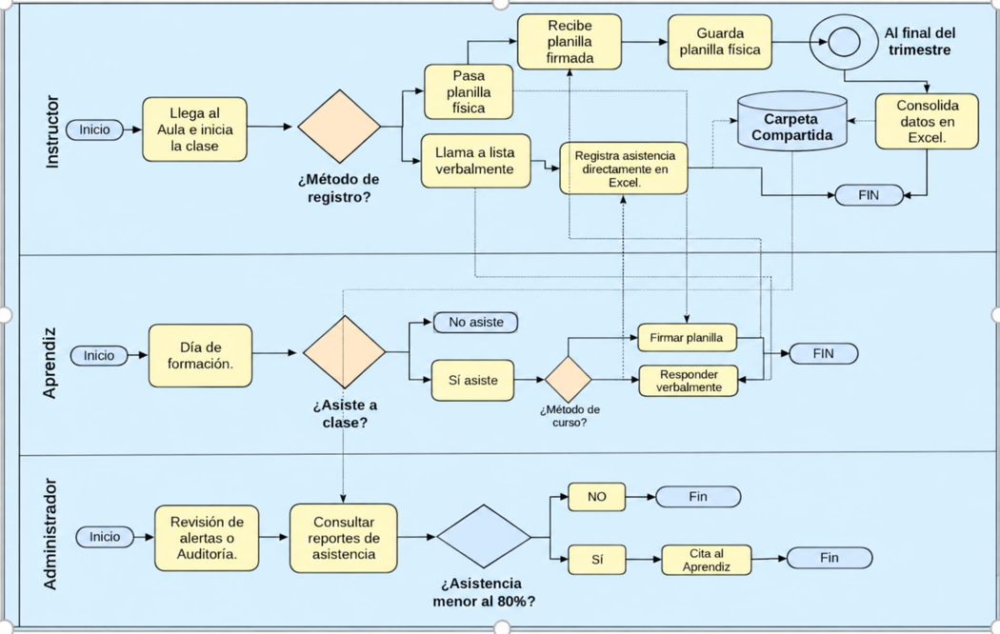 Instructor
Inicio
Llega al
Aula e inicia
la clase
¿Método de
registro?
Pasa
planilla
física
Recibe
planilla
firmada
Guarda
planilla física
Al final del
trimestre
Llama a lista
verbalmente
Registra asistencia
directamente en
Excel.
Carpeta
Compartida
Consolida
datos en
Excel.
FIN
Aprendiz
Inicio
Día de
formación.
¿Asiste a
clase?
No asiste
Sí asiste
¿Método de
curso?
Firmar planilla
Responder
verbalmente
FIN
Administrador
Inicio
Revisión de
alertas o
Auditoría.
Consultar
reportes de
asistencia
¿Asistencia
menor al 80%?
NO
Fin
SÍ
Cita al
Aprendiz
Fin